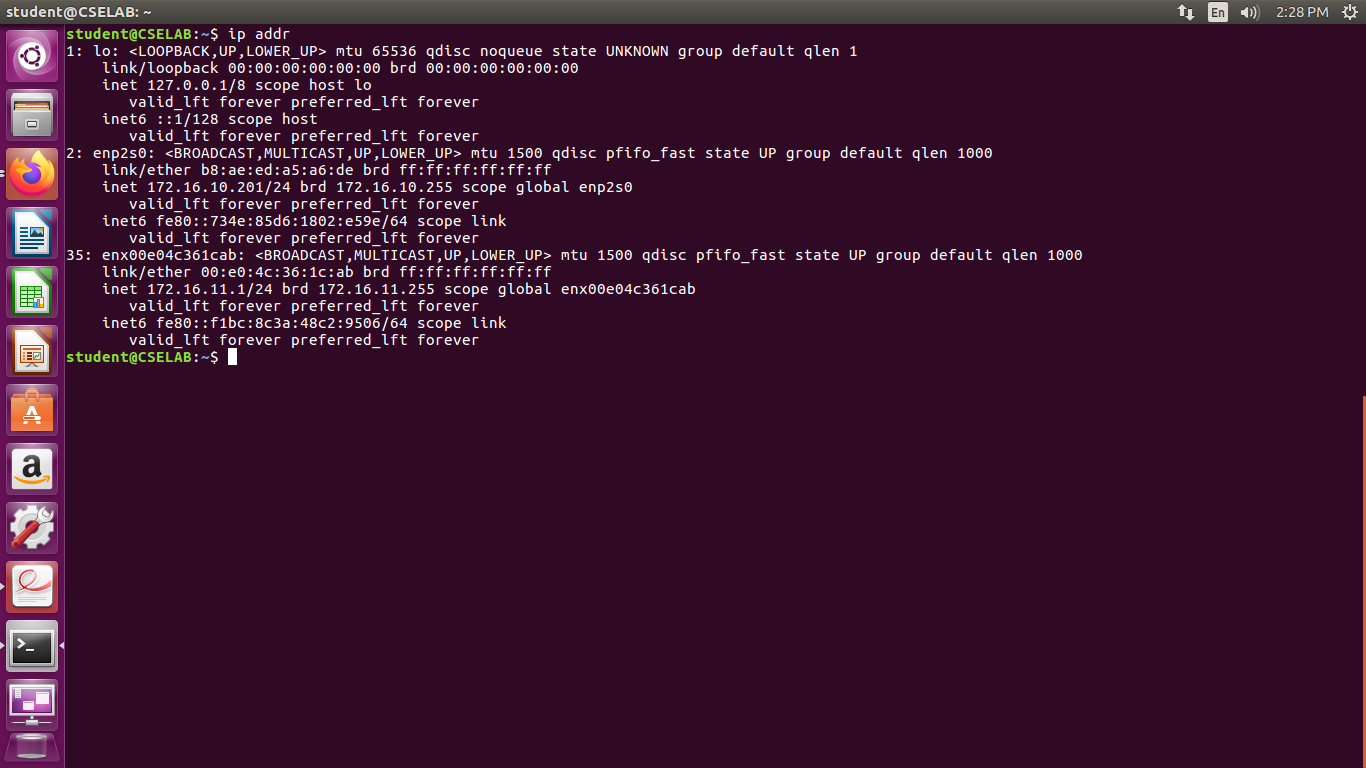 student@CSELAB: ~
En
2:28 PM
student@CSELAB:~$ ip addr
1: lo: <LOOPBACK,UP,LOWER_UP> mtu 65536 qdisc noqueue state UNKNOWN group default qlen 1
    link/loopback 00:00:00:00:00:00 brd 00:00:00:00:00:00
    inet 127.0.0.1/8 scope host lo
       valid_lft forever preferred_lft forever
    inet6 ::1/128 scope host
       valid_lft forever preferred_lft forever
2: enp2s0: <BROADCAST,MULTICAST,UP,LOWER_UP> mtu 1500 qdisc pfifo_fast state UP group default qlen 1000
    link/ether b8:ae:ed:a5:a6:de brd ff:ff:ff:ff:ff:ff
    inet 172.16.10.201/24 brd 172.16.10.255 scope global enp2s0
       valid_lft forever preferred_lft forever
    inet6 fe80::734e:85d6:1802:e59e/64 scope link
       valid_lft forever preferred_lft forever
35: enx00e04c361cab: <BROADCAST,MULTICAST,UP,LOWER_UP> mtu 1500 qdisc pfifo_fast state UP group default qlen 1000
    link/ether 00:e0:4c:36:1c:ab brd ff:ff:ff:ff:ff:ff
    inet 172.16.11.1/24 brd 172.16.11.255 scope global enx00e04c361cab
       valid_lft forever preferred_lft forever
    inet6 fe80::f1bc:8c3a:48c2:9506/64 scope link
       valid_lft forever preferred_lft forever
student@CSELAB:~$